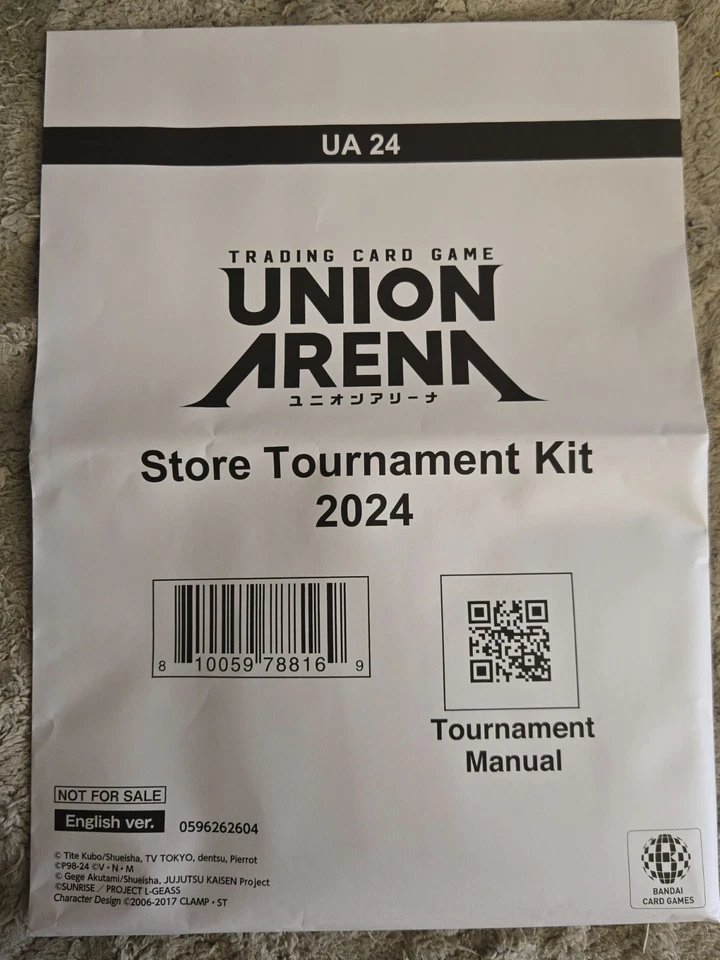 UA 24
TRADING CARD GAME
UNION
ARENA
ユニオンアリーナ
Store Tournament Kit
2024
8 10059 78816 9
Tournament
Manual
NOT FOR SALE
English ver. 0596262604
© Tite Kubo/Shueisha, TV TOKYO, dentsu, Pierrot
©P98-24 ©V・N・M
© Gege Akutami/Shueisha, JUJUTSU KAISEN Project
©SUNRISE／PROJECT L-GEASS
Character Design ©2006-2017 CLAMP・ST
BANDAI
CARD GAMES